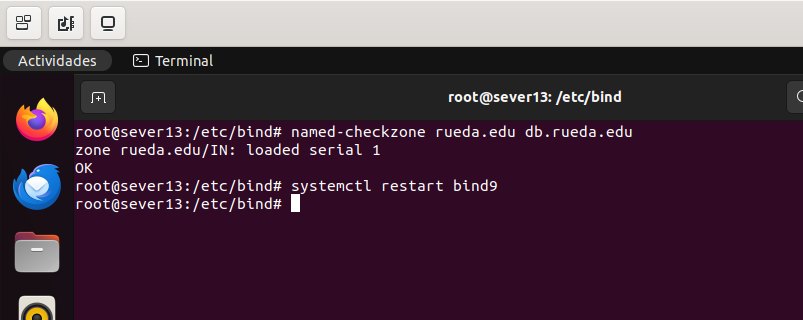 Actividades
Terminal
root@sever13: /etc/bind
root@sever13:/etc/bind# named-checkzone rueda.edu db.rueda.edu
zone rueda.edu/IN: loaded serial 1
OK
root@sever13:/etc/bind# systemctl restart bind9
root@sever13:/etc/bind#